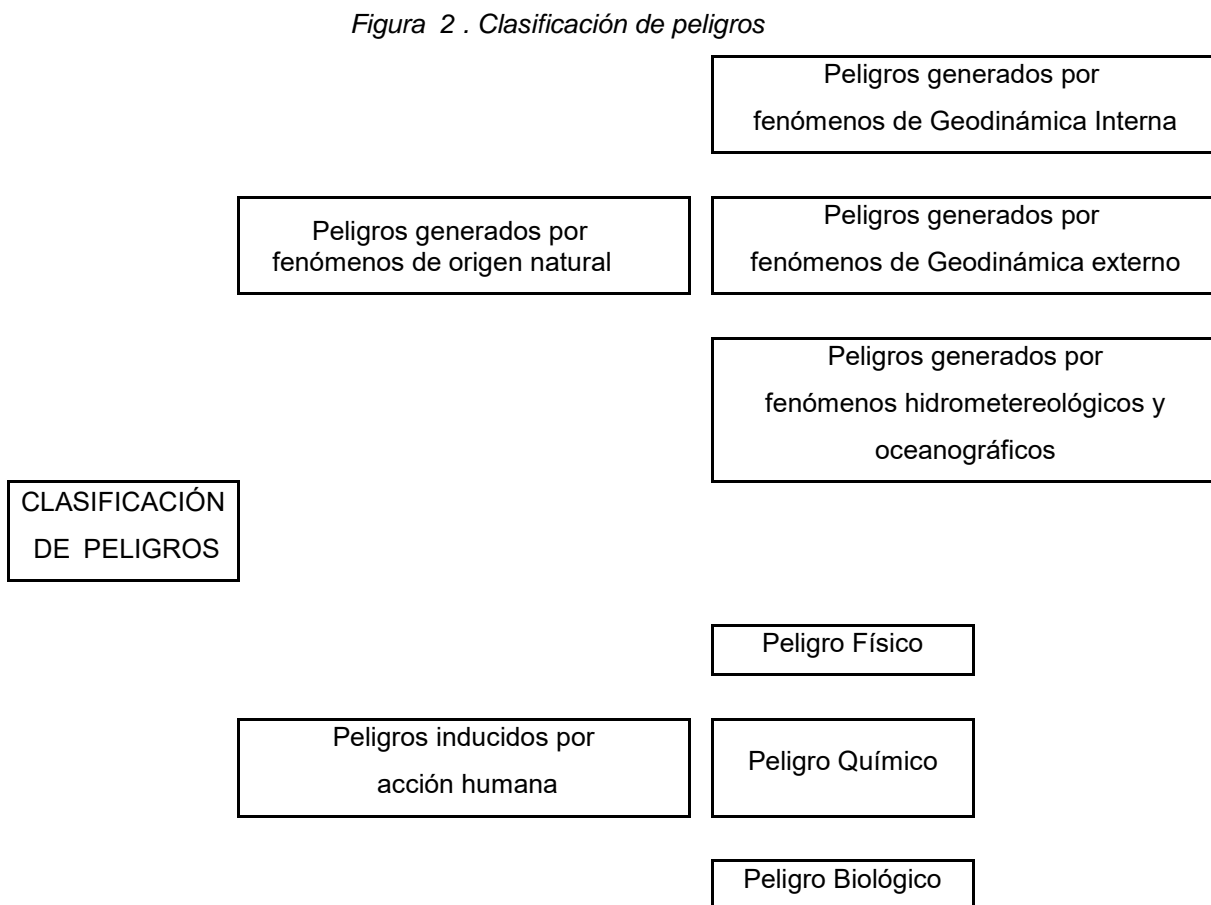 Figura 2 . Clasificación de peligros
Peligros generados por
fenómenos de Geodinámica Interna
Peligros generados por
fenómenos de origen natural
Peligros generados por
fenómenos de Geodinámica externo
Peligros generados por
fenómenos hidrometereológicos y
oceanográficos
CLASIFICACIÓN
DE PELIGROS
Peligro Físico
Peligros inducidos por
acción humana
Peligro Químico
Peligro Biológico